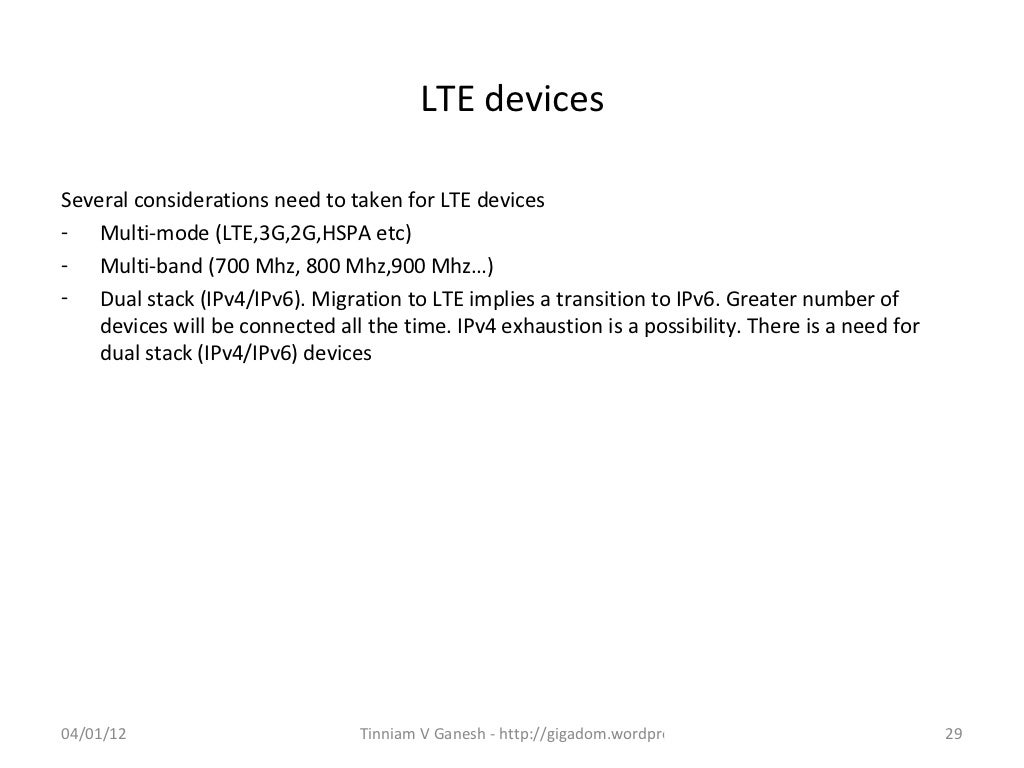 LTE devices
Several considerations need to taken for LTE devices
- Multi-mode (LTE,3G,2G,HSPA etc)
- Multi-band (700 Mhz, 800 Mhz,900 Mhz…)
- Dual stack (IPv4/IPv6). Migration to LTE implies a transition to IPv6. Greater number of
devices will be connected all the time. IPv4 exhaustion is a possibility. There is a need for
dual stack (IPv4/IPv6) devices
04/01/12 Tinniam V Ganesh - http://gigadom.wordpr 29